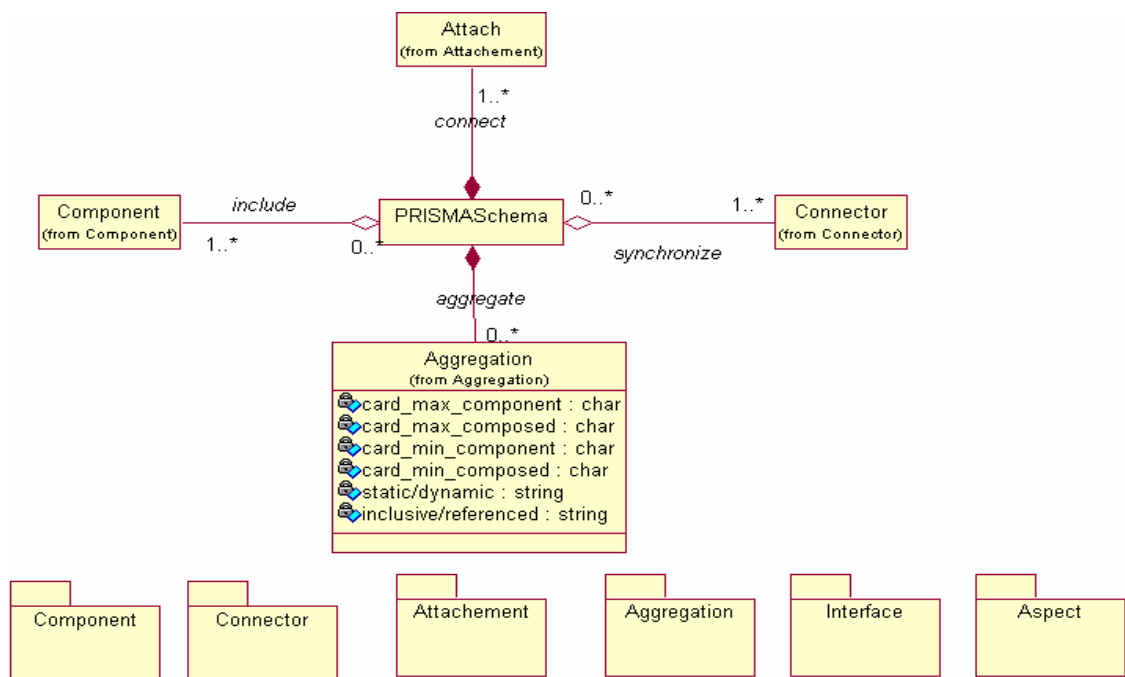 Attach
(from Attachement)
1..*
connect
Component
(from Component)
include
1..*
0..*
PRISMASchema
0..*
1..*
synchronize
Connector
(from Connector)
aggregate
0..*
Aggregation
(from Aggregation)
card_max_component : char
card_max_composed : char
card_min_component : char
card_min_composed : char
static/dynamic : string
inclusive/referenced : string
Component
Connector
Attachement
Aggregation
Interface
Aspect